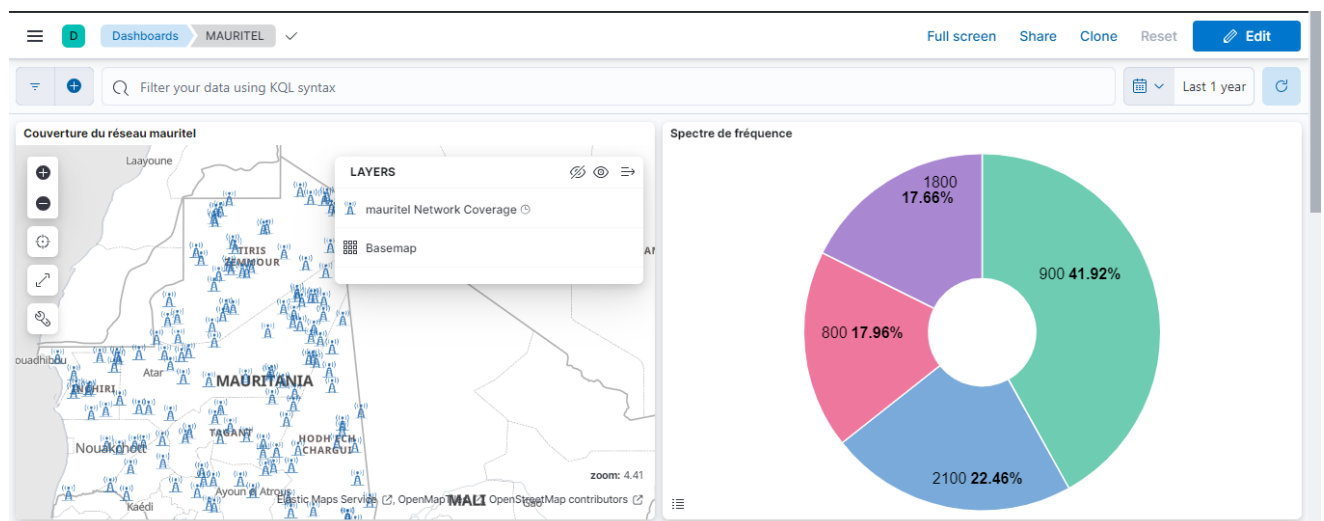 D Dashboards MAURITEL Full screen Share Clone Reset Edit
Filter your data using KQL syntax Last 1 year
Couverture du réseau mauritel
Laayoune
LAYERS
mauritel Network Coverage
Basemap
TIRIS
ZEMMOUR
Atar
INCHIRI
MAURITANIA
TAGANT
HODH ECH
CHARGUI
Nouakchott
zoom: 4.41
Ayoun el Atrous
Elastic Maps Service , OpenMap OpenStreetMap contributors
MALI
Gao
Kaédi
Spectre de fréquence
1800
17.66%
900 41.92%
800 17.96%
2100 22.46%